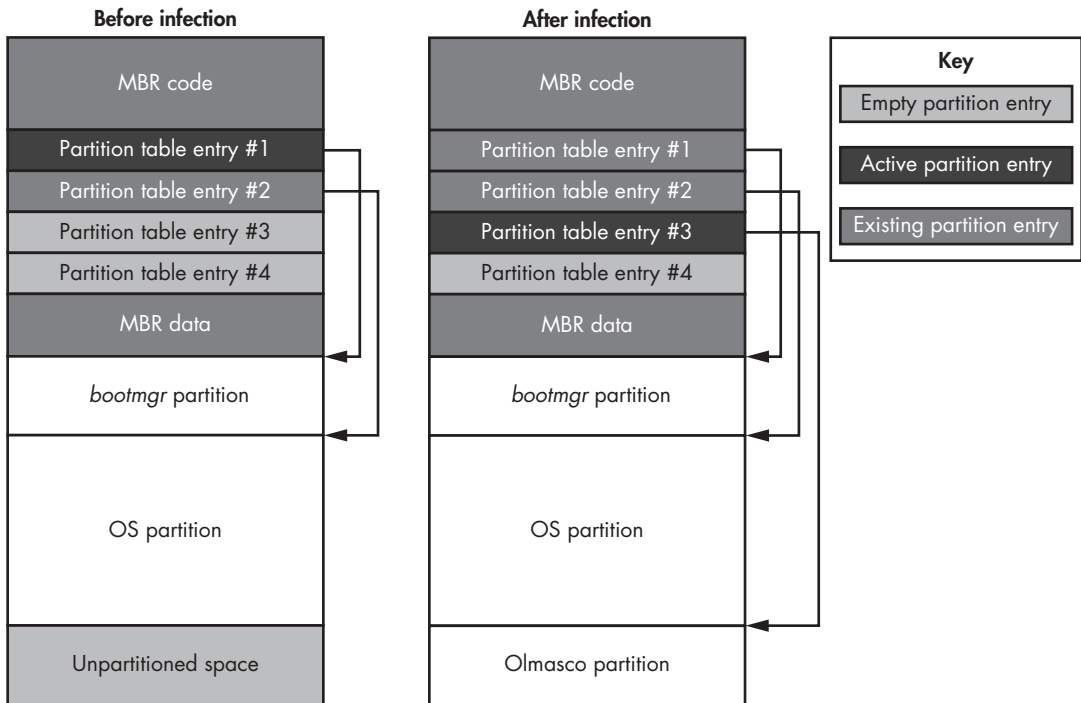 Before infection
MBR code
Partition table entry #1
Partition table entry #2
Partition table entry #3
Partition table entry #4
MBR data
bootmgr partition
OS partition
Unpartitioned space
After infection
MBR code
Partition table entry #1
Partition table entry #2
Partition table entry #3
Partition table entry #4
MBR data
bootmgr partition
OS partition
Olmasco partition
Key
Empty partition entry
Active partition entry
Existing partition entry